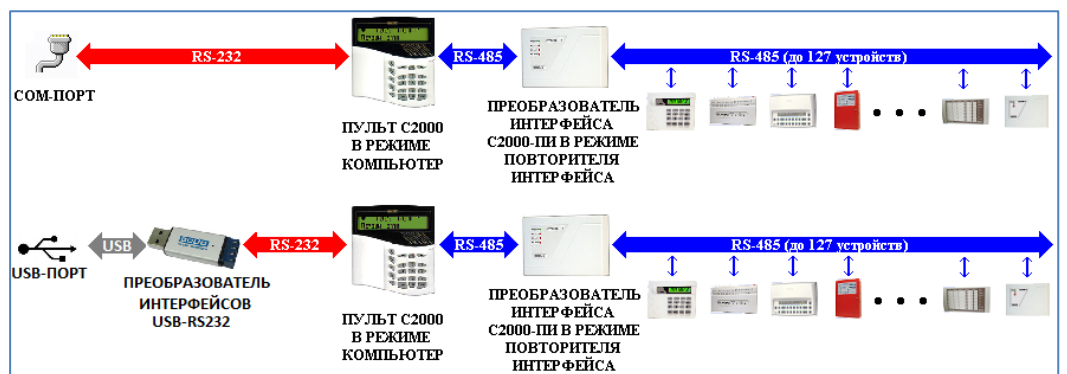 RS-232
RS-485
RS-485 (до 127 устройств)
COM-ПОРТ
ПУЛЬТ С2000
В РЕЖИМЕ
КОМПЬЮТЕР
ПРЕОБРАЗОВАТЕЛЬ
ИНТЕРФЕЙСА
С2000-ПИ В РЕЖИМЕ
ПОВТОРИТЕЛЯ
ИНТЕРФЕЙСА
USB
RS-232
RS-485
RS-485 (до 127 устройств)
USB-ПОРТ
ПРЕОБРАЗОВАТЕЛЬ
ИНТЕРФЕЙСОВ
USB-RS232
ПУЛЬТ С2000
В РЕЖИМЕ
КОМПЬЮТЕР
ПРЕОБРАЗОВАТЕЛЬ
ИНТЕРФЕЙСА
С2000-ПИ В РЕЖИМЕ
ПОВТОРИТЕЛЯ
ИНТЕРФЕЙСА